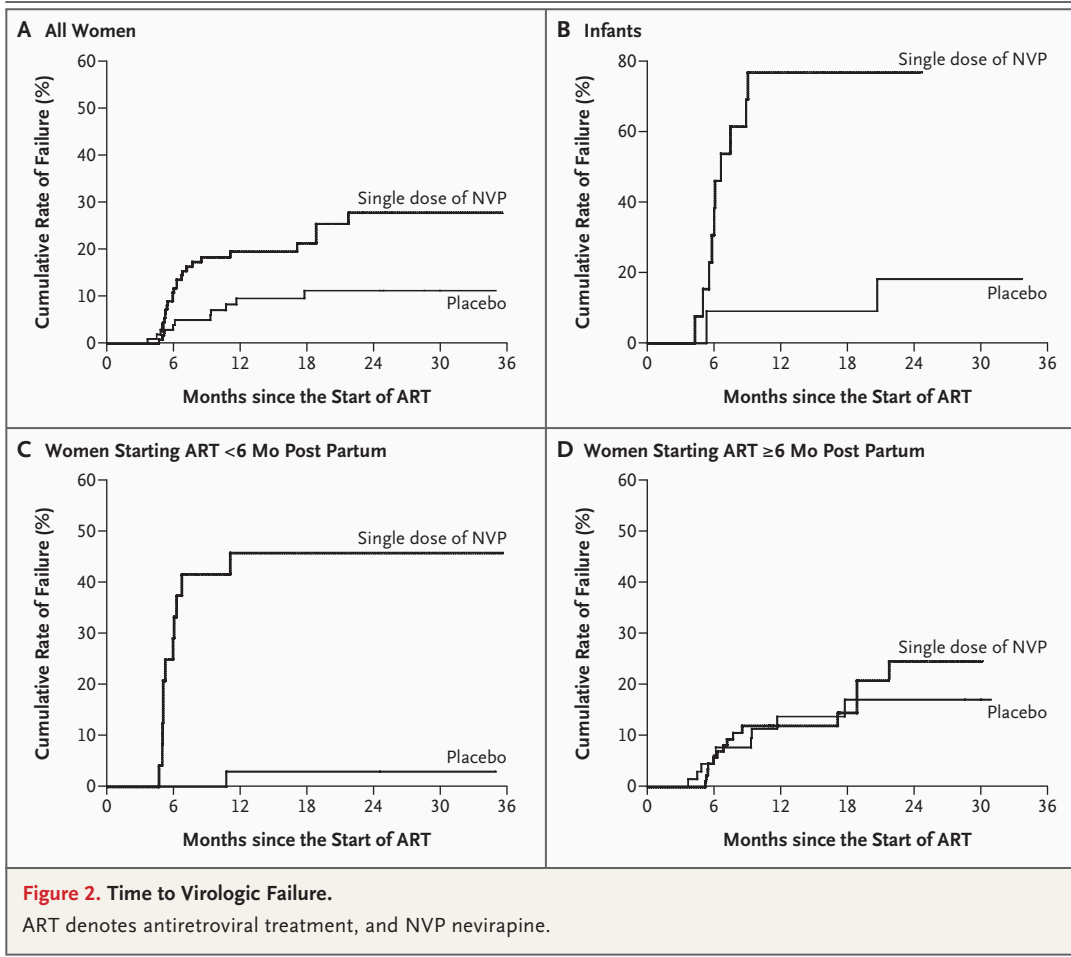 A All Women
Cumulative Rate of Failure (%)
60
50
40
30
20
10
0
Single dose of NVP
Placebo
0 6 12 18 24 30 36
Months since the Start of ART
B Infants
Cumulative Rate of Failure (%)
80
60
40
20
0
Single dose of NVP
Placebo
0 6 12 18 24 30 36
Months since the Start of ART
C Women Starting ART <6 Mo Post Partum
Cumulative Rate of Failure (%)
60
50
40
30
20
10
0
Single dose of NVP
Placebo
0 6 12 18 24 30 36
Months since the Start of ART
D Women Starting ART ≥6 Mo Post Partum
Cumulative Rate of Failure (%)
60
50
40
30
20
10
0
Single dose of NVP
Placebo
0 6 12 18 24 30 36
Months since the Start of ART
Figure 2. Time to Virologic Failure.
ART denotes antiretroviral treatment, and NVP nevirapine.